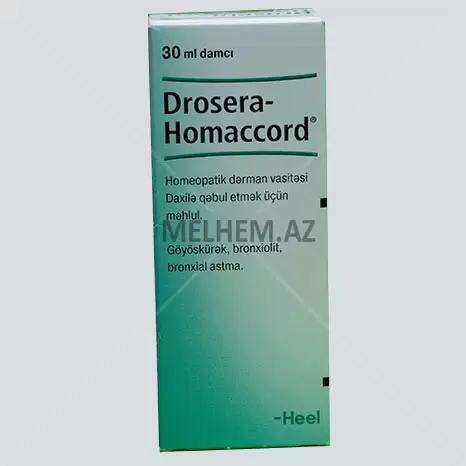 30 ml damcı
Drosera-
Homaccord®
Homeopatik dərman vasitəsi
Daxilə qəbul etmək üçün
məhlul.
MELHEM.AZ
Göyöskürək, bronxiolit,
bronxial astma.
-Heel